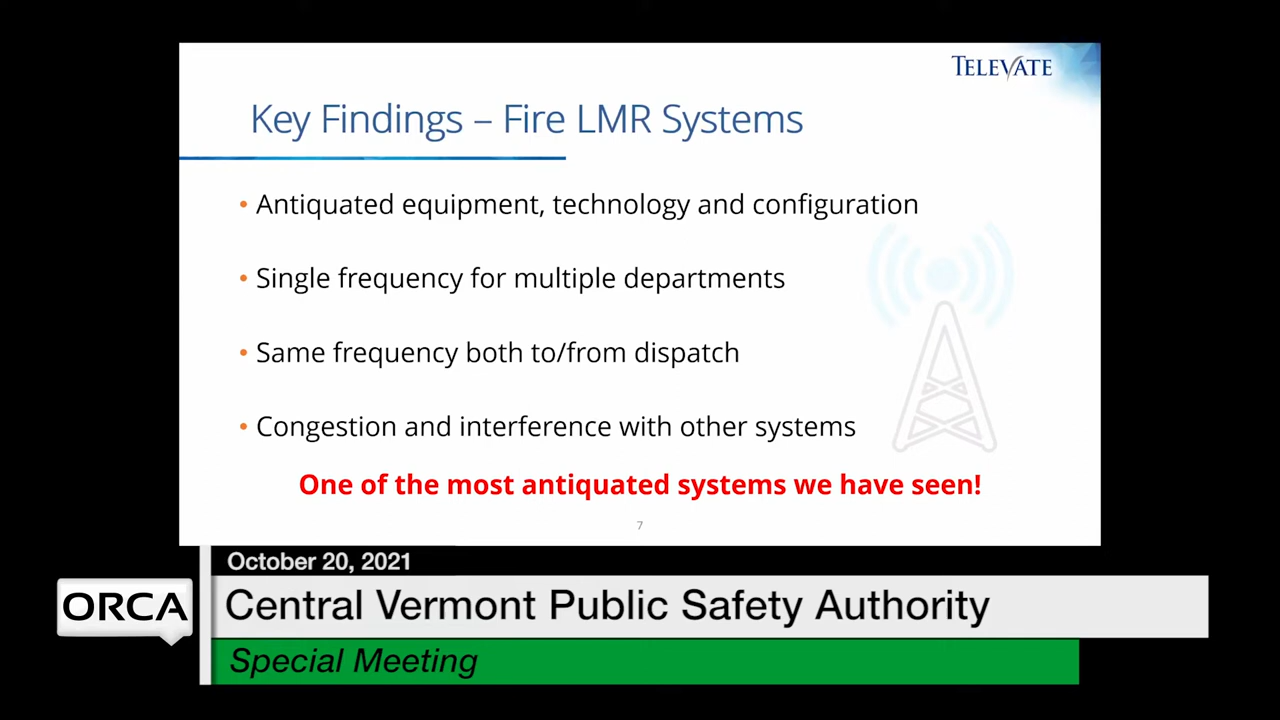 TELEVATE
Key Findings – Fire LMR Systems
• Antiquated equipment, technology and configuration
• Single frequency for multiple departments
• Same frequency both to/from dispatch
• Congestion and interference with other systems
One of the most antiquated systems we have seen!
7
October 20, 2021
ORCA
Central Vermont Public Safety Authority
Special Meeting